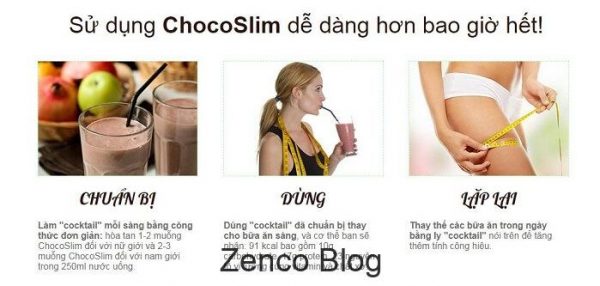 Sử dụng ChocoSlim dễ dàng hơn bao giờ hết!
CHUẨN BỊ
Làm "cocktail" mỗi sáng bằng công
thức đơn giản: hòa tan 1-2 muỗng
ChocoSlim đối với nữ giới và 2-3
muỗng ChocoSlim đối với nam giới
trong 250ml nước uống
DÙNG
Dùng "cocktail" đã chuẩn bị thay
cho bữa ăn sáng, và cơ thể bạn sẽ
nhận: 91 kcal bao gồm 10g
LẶP LẠI
Thay thế các bữa ăn trong ngày
bằng ly "cocktail" nói trên để tăng
thêm tính công hiệu.
Zenco Blog